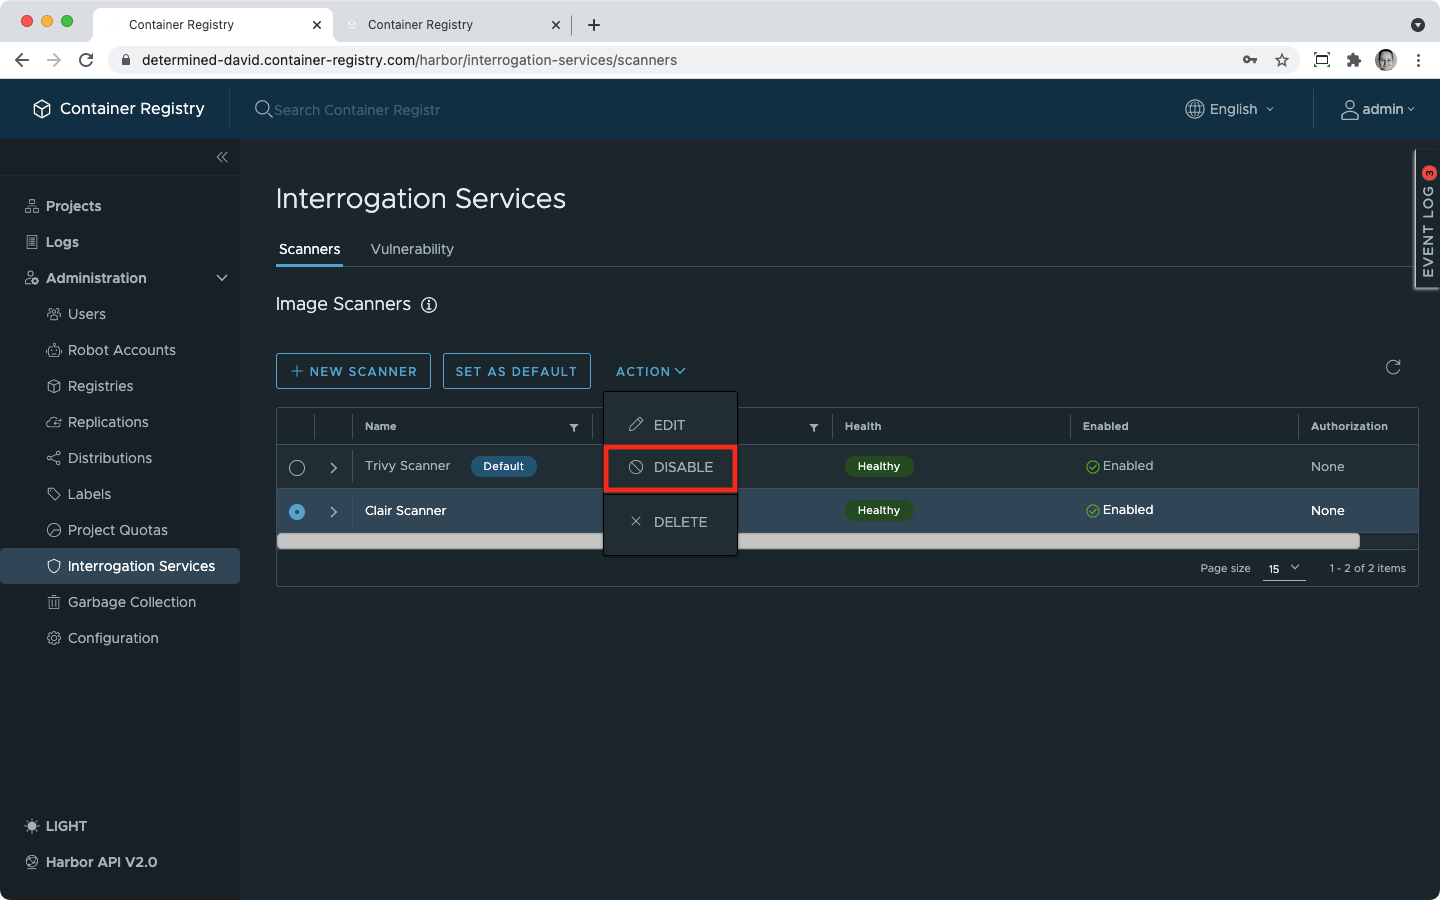 Container Registry
Container Registry
determined-david.container-registry.com/harbor/interrogation-services/scanners
Container Registry
Search Container Registr
English
admin
EVENT LOG 3
Projects
Logs
Administration
Users
Robot Accounts
Registries
Replications
Distributions
Labels
Project Quotas
Interrogation Services
Garbage Collection
Configuration
LIGHT
Harbor API V2.0
Interrogation Services
Scanners Vulnerability
Image Scanners
NEW SCANNER SET AS DEFAULT ACTION
EDIT
DISABLE
DELETE
Name Health Enabled Authorization
Trivy Scanner Default Healthy Enabled None
Clair Scanner Healthy Enabled None
Page size 15 1 - 2 of 2 items